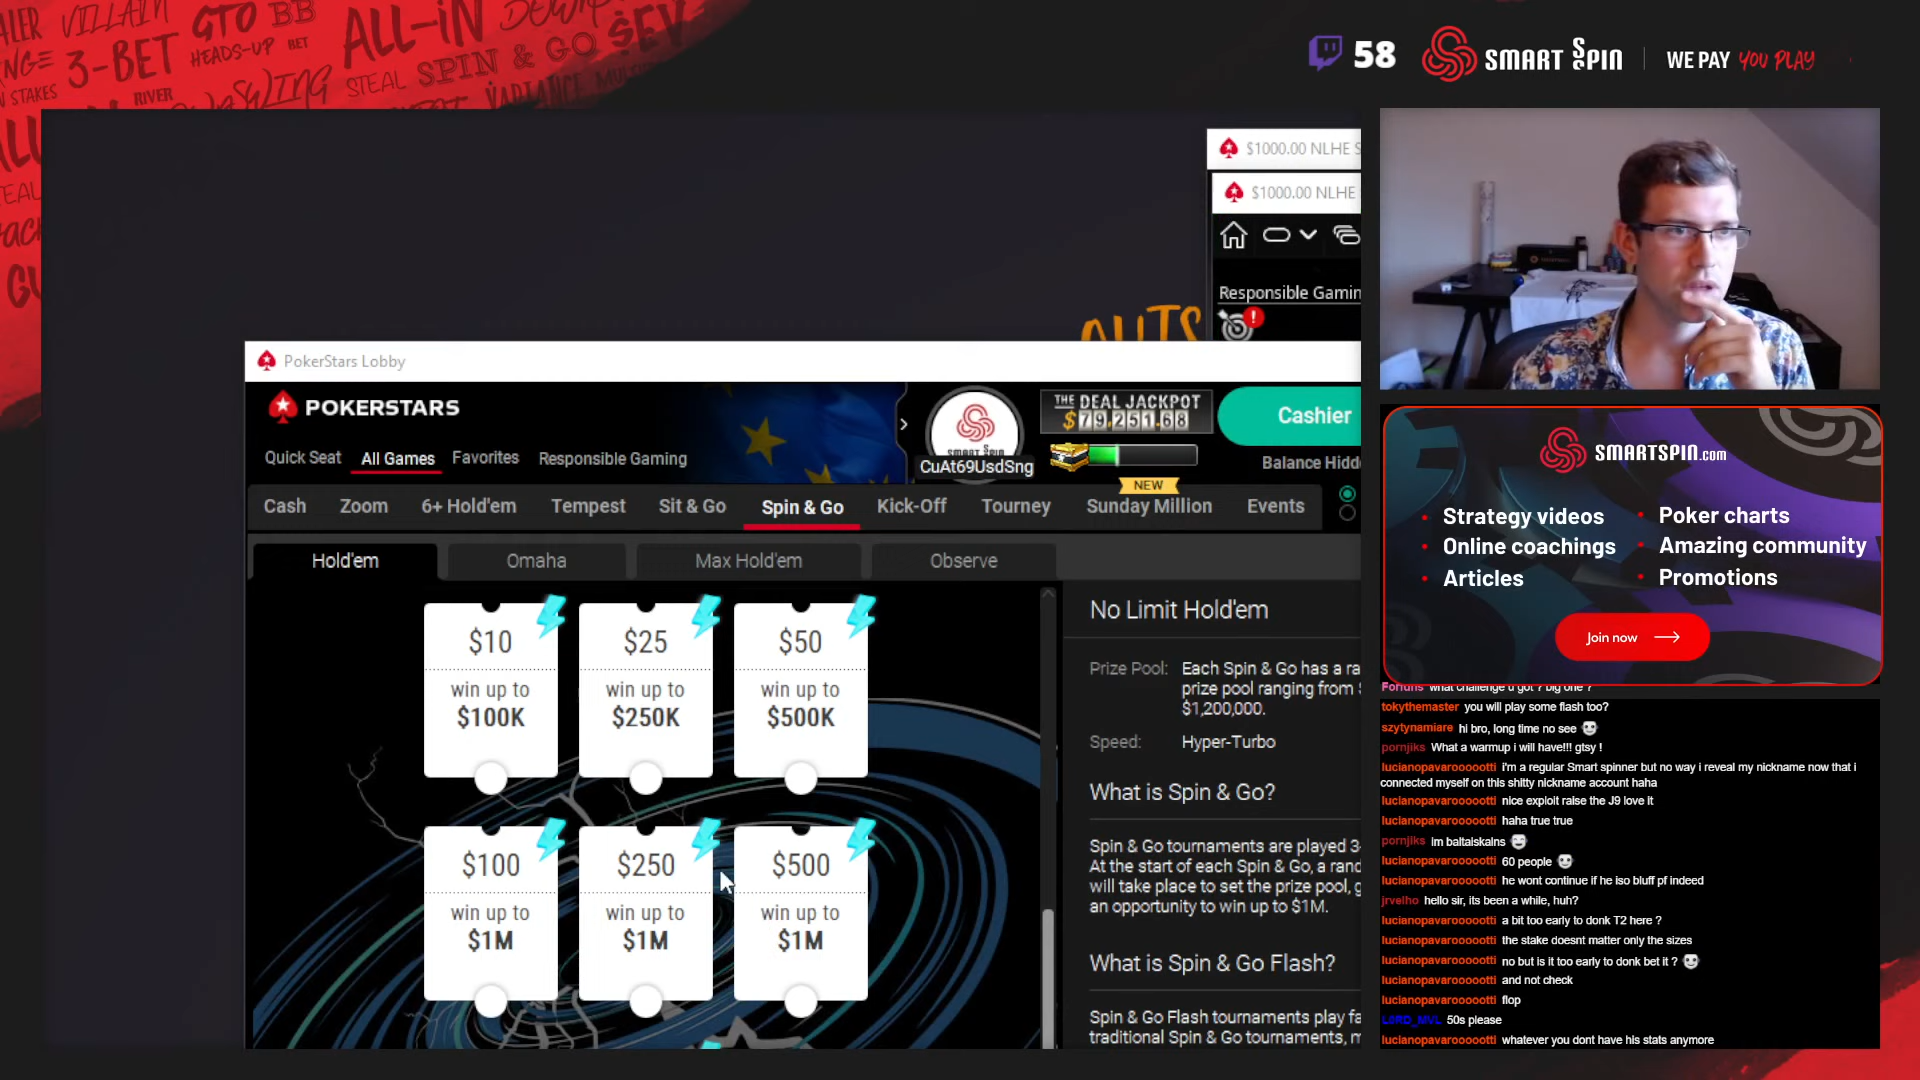 VILLAIN
GTO
BB
3-BET
HEADS-UP
BET
ALL-iN
SPIN & GO
STEAL
RIVER
SWING
VARIANCE
58
SMART SPIN
WE PAY YOU PLAY
$1000.00 NLHE S
$1000.00 NLHE
Responsible Gamin
PokerStars Lobby
POKERSTARS
Quick Seat
All Games
Favorites
Responsible Gaming
CuAt69UsdSng
THE DEAL JACKPOT
$79,251.68
Cashier
Balance Hidd
NEW
Cash
Zoom
6+ Hold'em
Tempest
Sit & Go
Spin & Go
Kick-Off
Tourney
Sunday Million
Events
Hold'em
Omaha
Max Hold'em
Observe
$10
win up to
$100K
$25
win up to
$250K
$50
win up to
$500K
$100
win up to
$1M
$250
win up to
$1M
$500
win up to
$1M
No Limit Hold'em
Prize Pool: Each Spin & Go has a ra
prize pool ranging from
$1,200,000.
Speed: Hyper-Turbo
What is Spin & Go?
Spin & Go tournaments are played 3-
At the start of each Spin & Go, a rand
will take place to set the prize pool, g
an opportunity to win up to $1M.
What is Spin & Go Flash?
Spin & Go Flash tournaments play fa
traditional Spin & Go tournaments, m
SMARTSPIN.com
Strategy videos
Online coachings
Articles
Poker charts
Amazing community
Promotions
Join now
what challenge u got ? big one ?
tokythemaster you will play some flash too?
szytynamiare hi bro, long time no see
pornjiks What a warmup i will have!!! gtsy !
lucianopavaroooootti i'm a regular Smart spinner but no way i reveal my nickname now that i
connected myself on this shitty nickname account haha
lucianopavaroooootti nice exploit raise the J9 love it
lucianopavaroooootti haha true true
pornjiks im baltaiskalns
lucianopavaroooootti 60 people
lucianopavaroooootti he wont continue if he iso bluff pf indeed
jrvelho hello sir, its been a while, huh?
lucianopavaroooootti a bit too early to donk T2 here ?
lucianopavaroooootti the stake doesnt matter only the sizes
lucianopavaroooootti no but is it too early to donk bet it ?
lucianopavaroooootti and not check
lucianopavaroooootti flop
L3RD_MVL 50s please
lucianopavaroooootti whatever you dont have his stats anymore